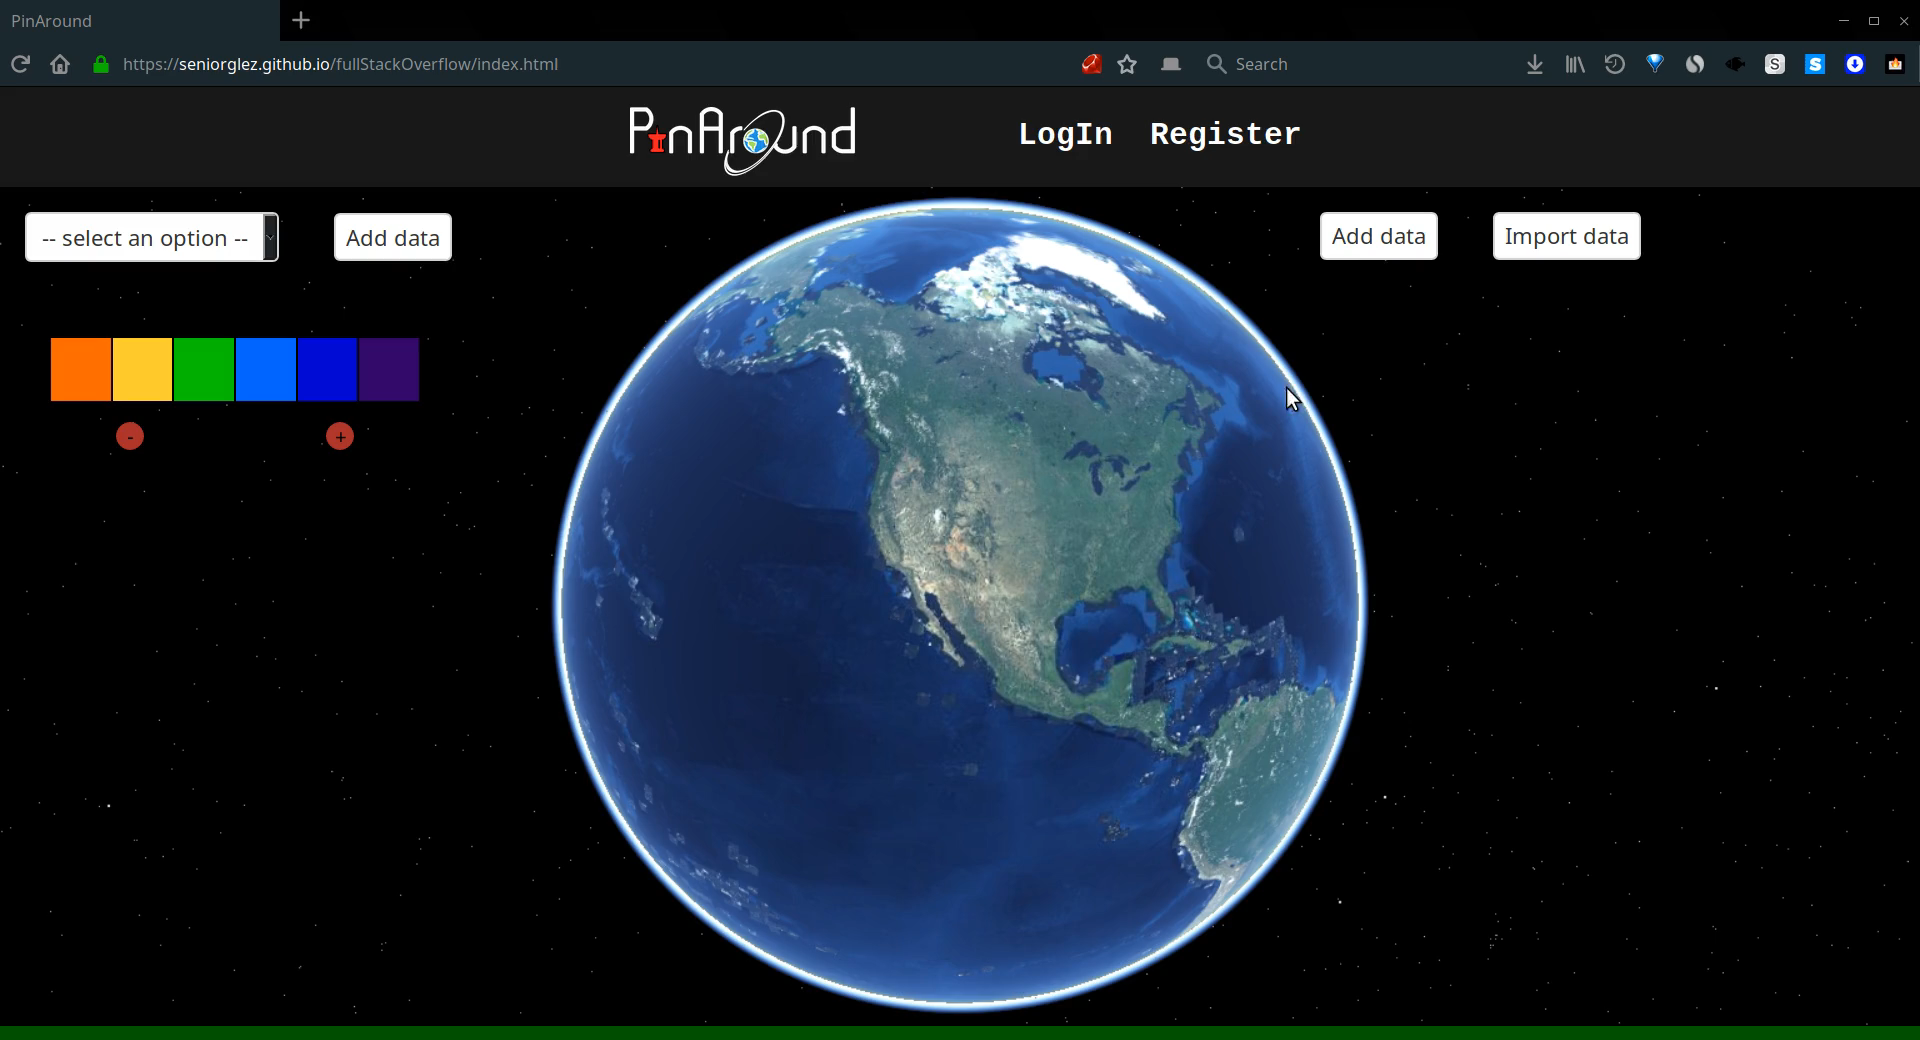 PinAround
https://seniorglez.github.io/fullStackOverflow/index.html
Search
S
S
PinAround
LogIn Register
-- select an option --
Add data
Add data
Import data
-
+